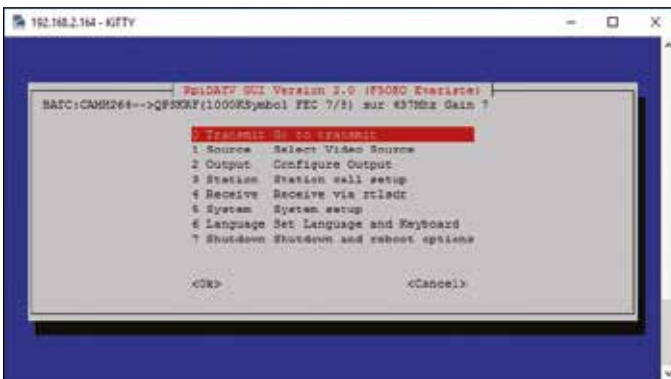 192.168.2.164 - KiTTY
RpiDATV GUI Version 2.0 (F5OEO Evariste)
BATC:CAMH264-->QPSKRF(1000KSymbol FEC 7/8) sur 437Mhz Gain 7
0 Transmit Go to transmit
1 Source Select Video Source
2 Output Configure Output
3 Station Station call setup
4 Receive Receive via rtlsdr
5 System System setup
6 Language Set Language and Keyboard
7 Shutdown Shutdown and reboot options
<Ok> <Cancel>